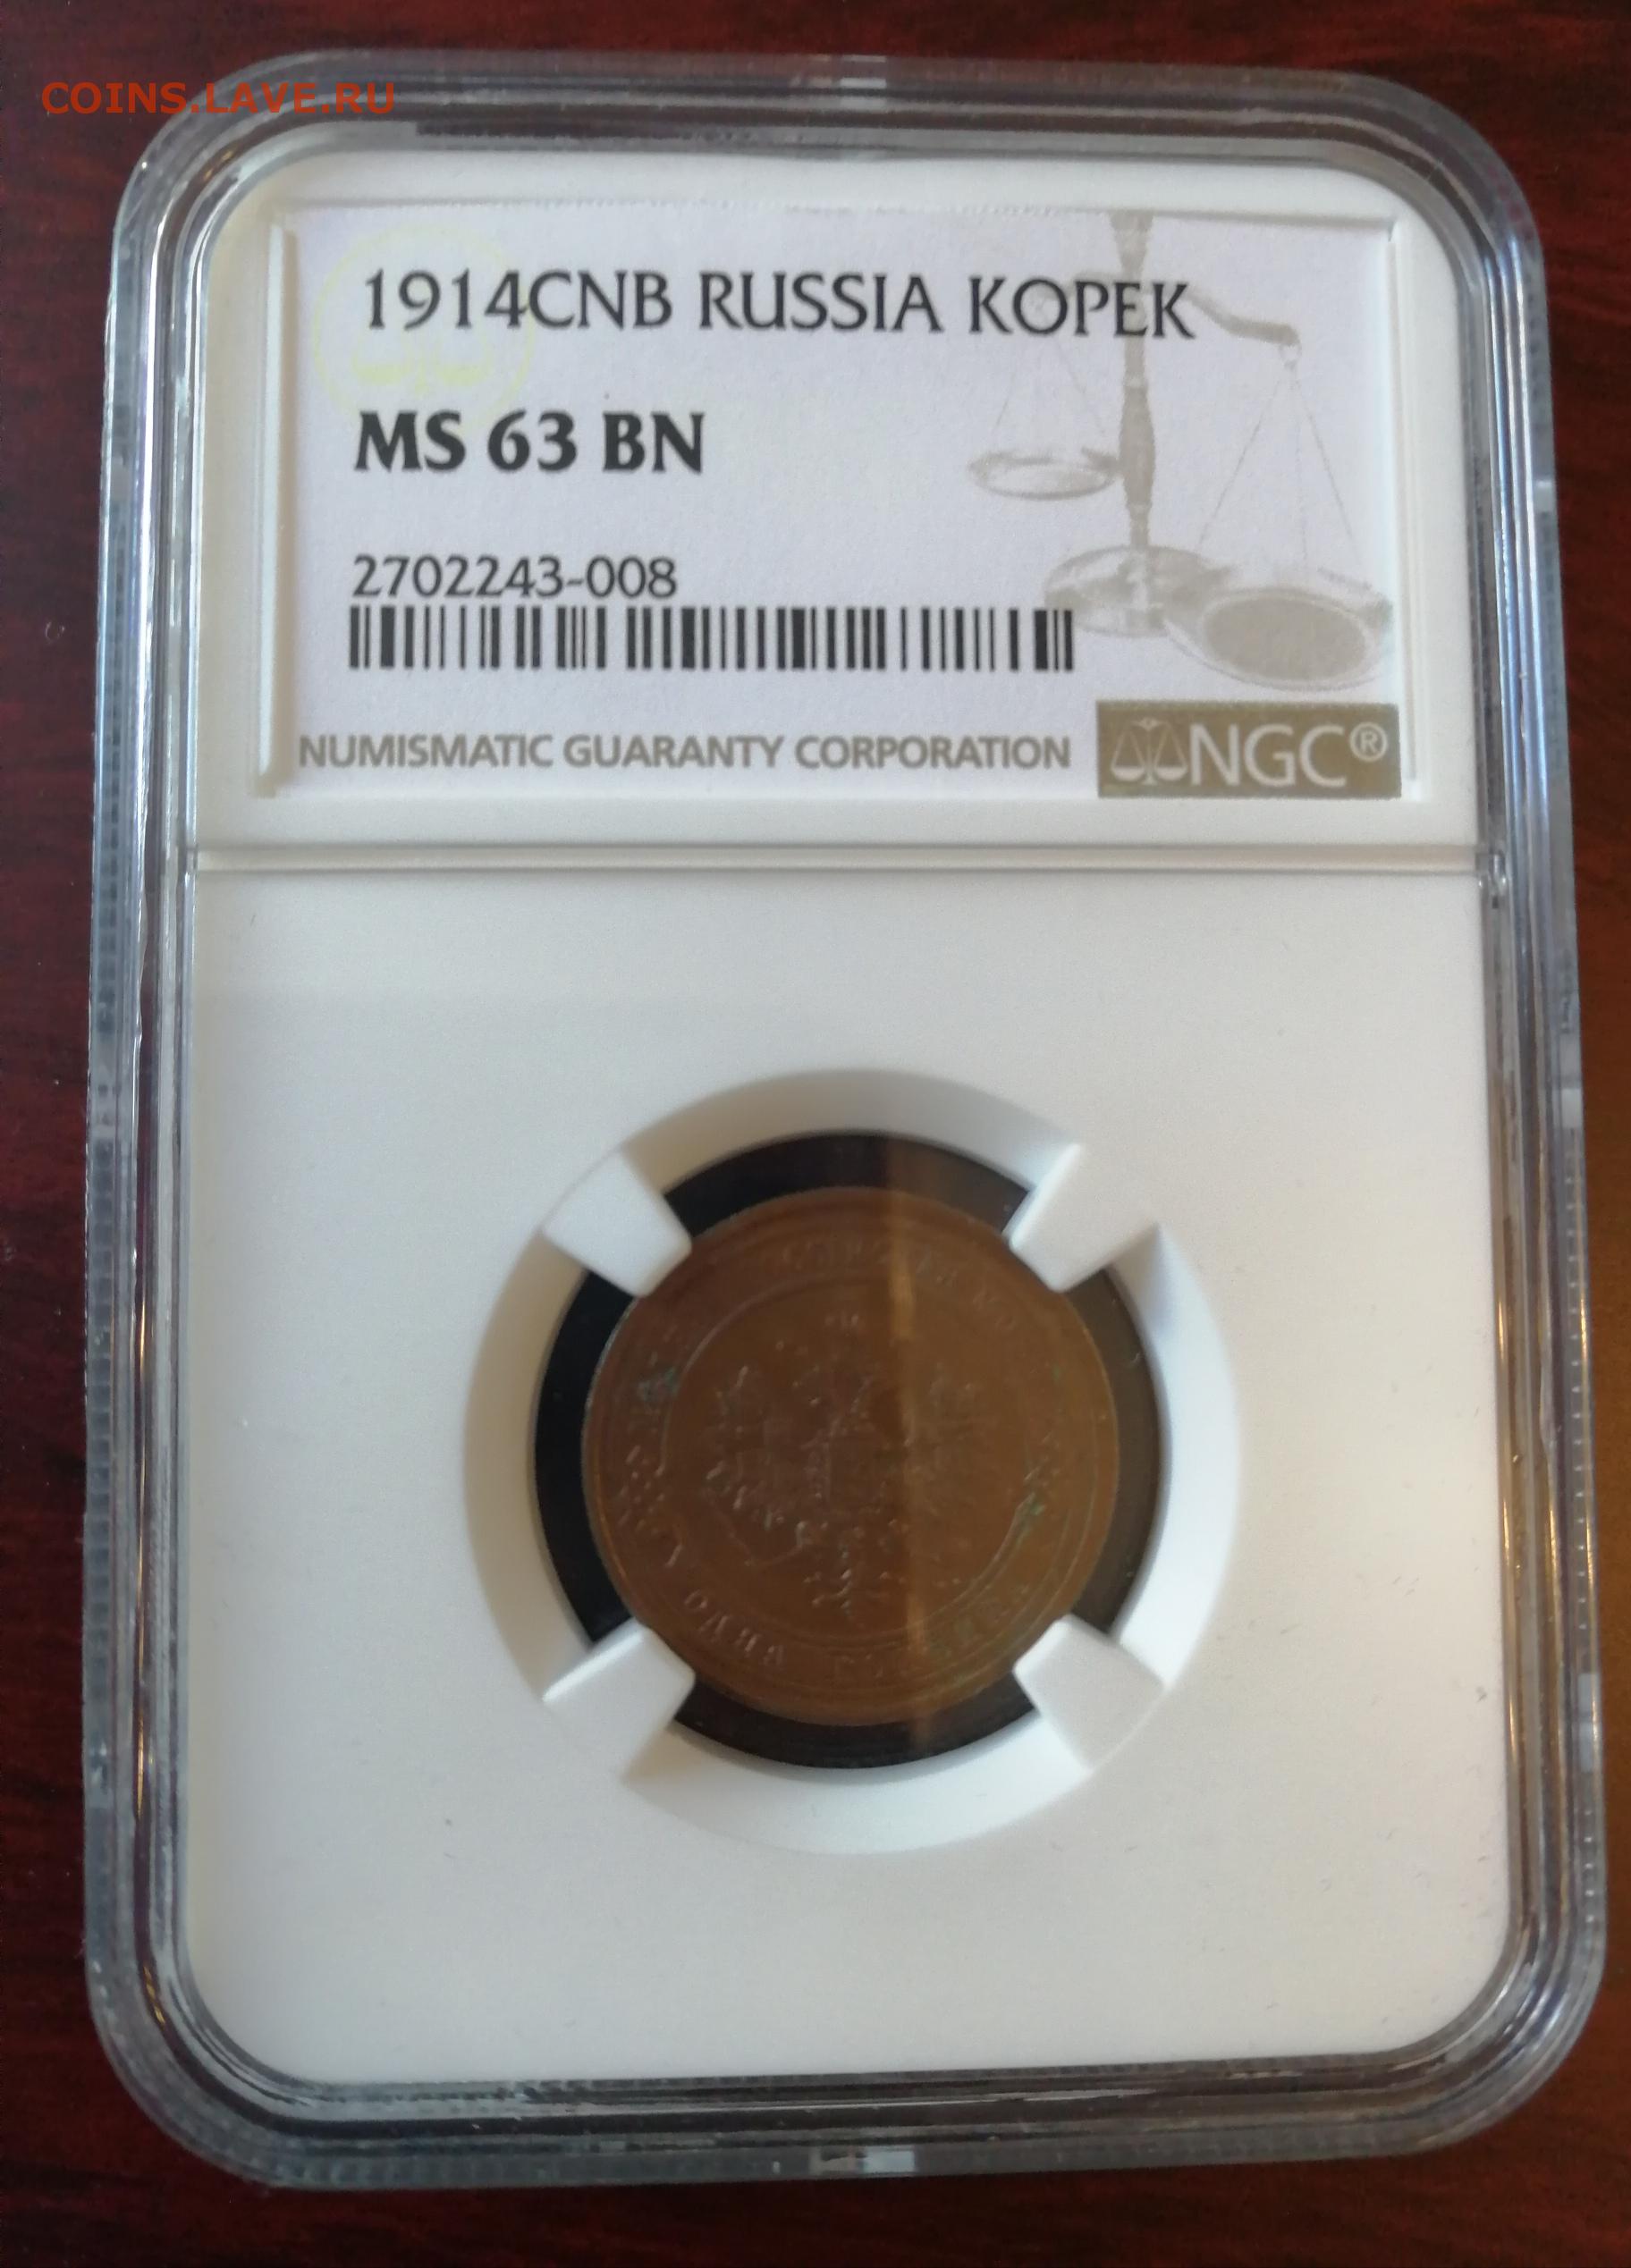 COINS.LAVE.RU
1914CNB RUSSIA KOPEK
MS 63 BN
2702243-008
NUMISMATIC GUARANTY CORPORATION NGC®